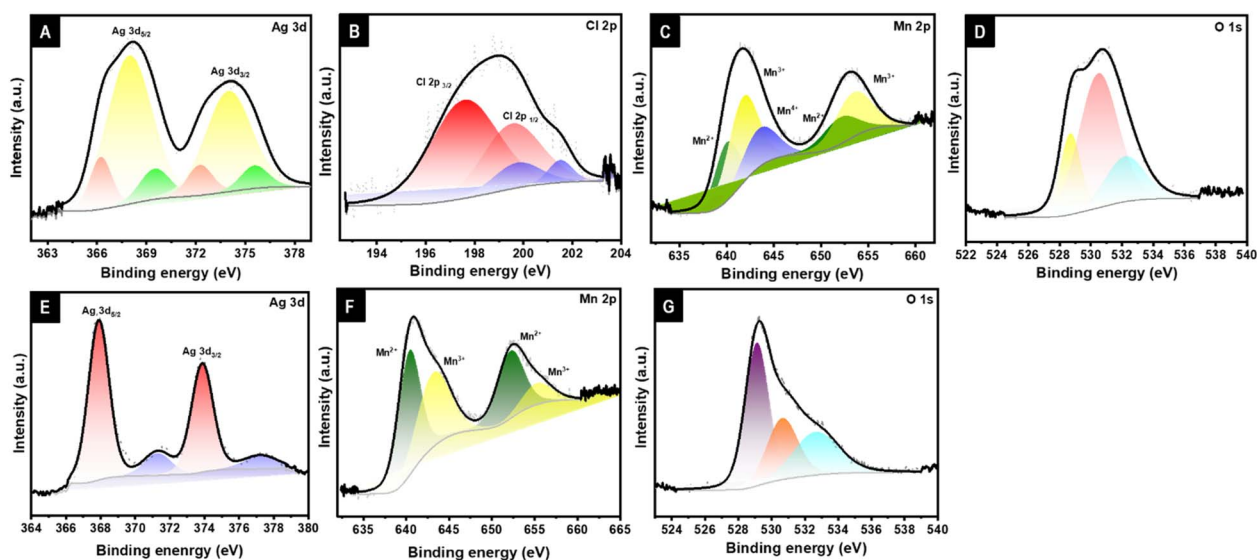 A
Ag 3d
Ag 3d5/2
Ag 3d3/2
Intensity (a.u.)
362 364 366 368 370 372 374 376 378
Binding energy (eV)
B
Cl 2p
Cl 2p 3/2
Cl 2p 1/2
Intensity (a.u.)
194 196 198 200 202 204
Binding energy (eV)
C
Mn 2p
Mn3+
Mn3+
Mn4+
Mn2+
Mn2+
Intensity (a.u.)
635 640 645 650 655 660
Binding energy (eV)
D
O 1s
Intensity (a.u.)
522 524 526 528 530 532 534 536 538 540
Binding energy (eV)
E
Ag 3d
Ag 3d5/2
Ag 3d3/2
Intensity (a.u.)
364 366 368 370 372 374 376 378 380
Binding enenrgy (eV)
F
Mn 2p
Mn2+
Mn3+
Mn2+
Mn3+
Intensity (a.u.)
635 640 645 650 655 660 665
Binding energy (eV)
G
O 1s
Intensity (a.u.)
524 526 528 530 532 534 536 538 540
Binding energy (eV)